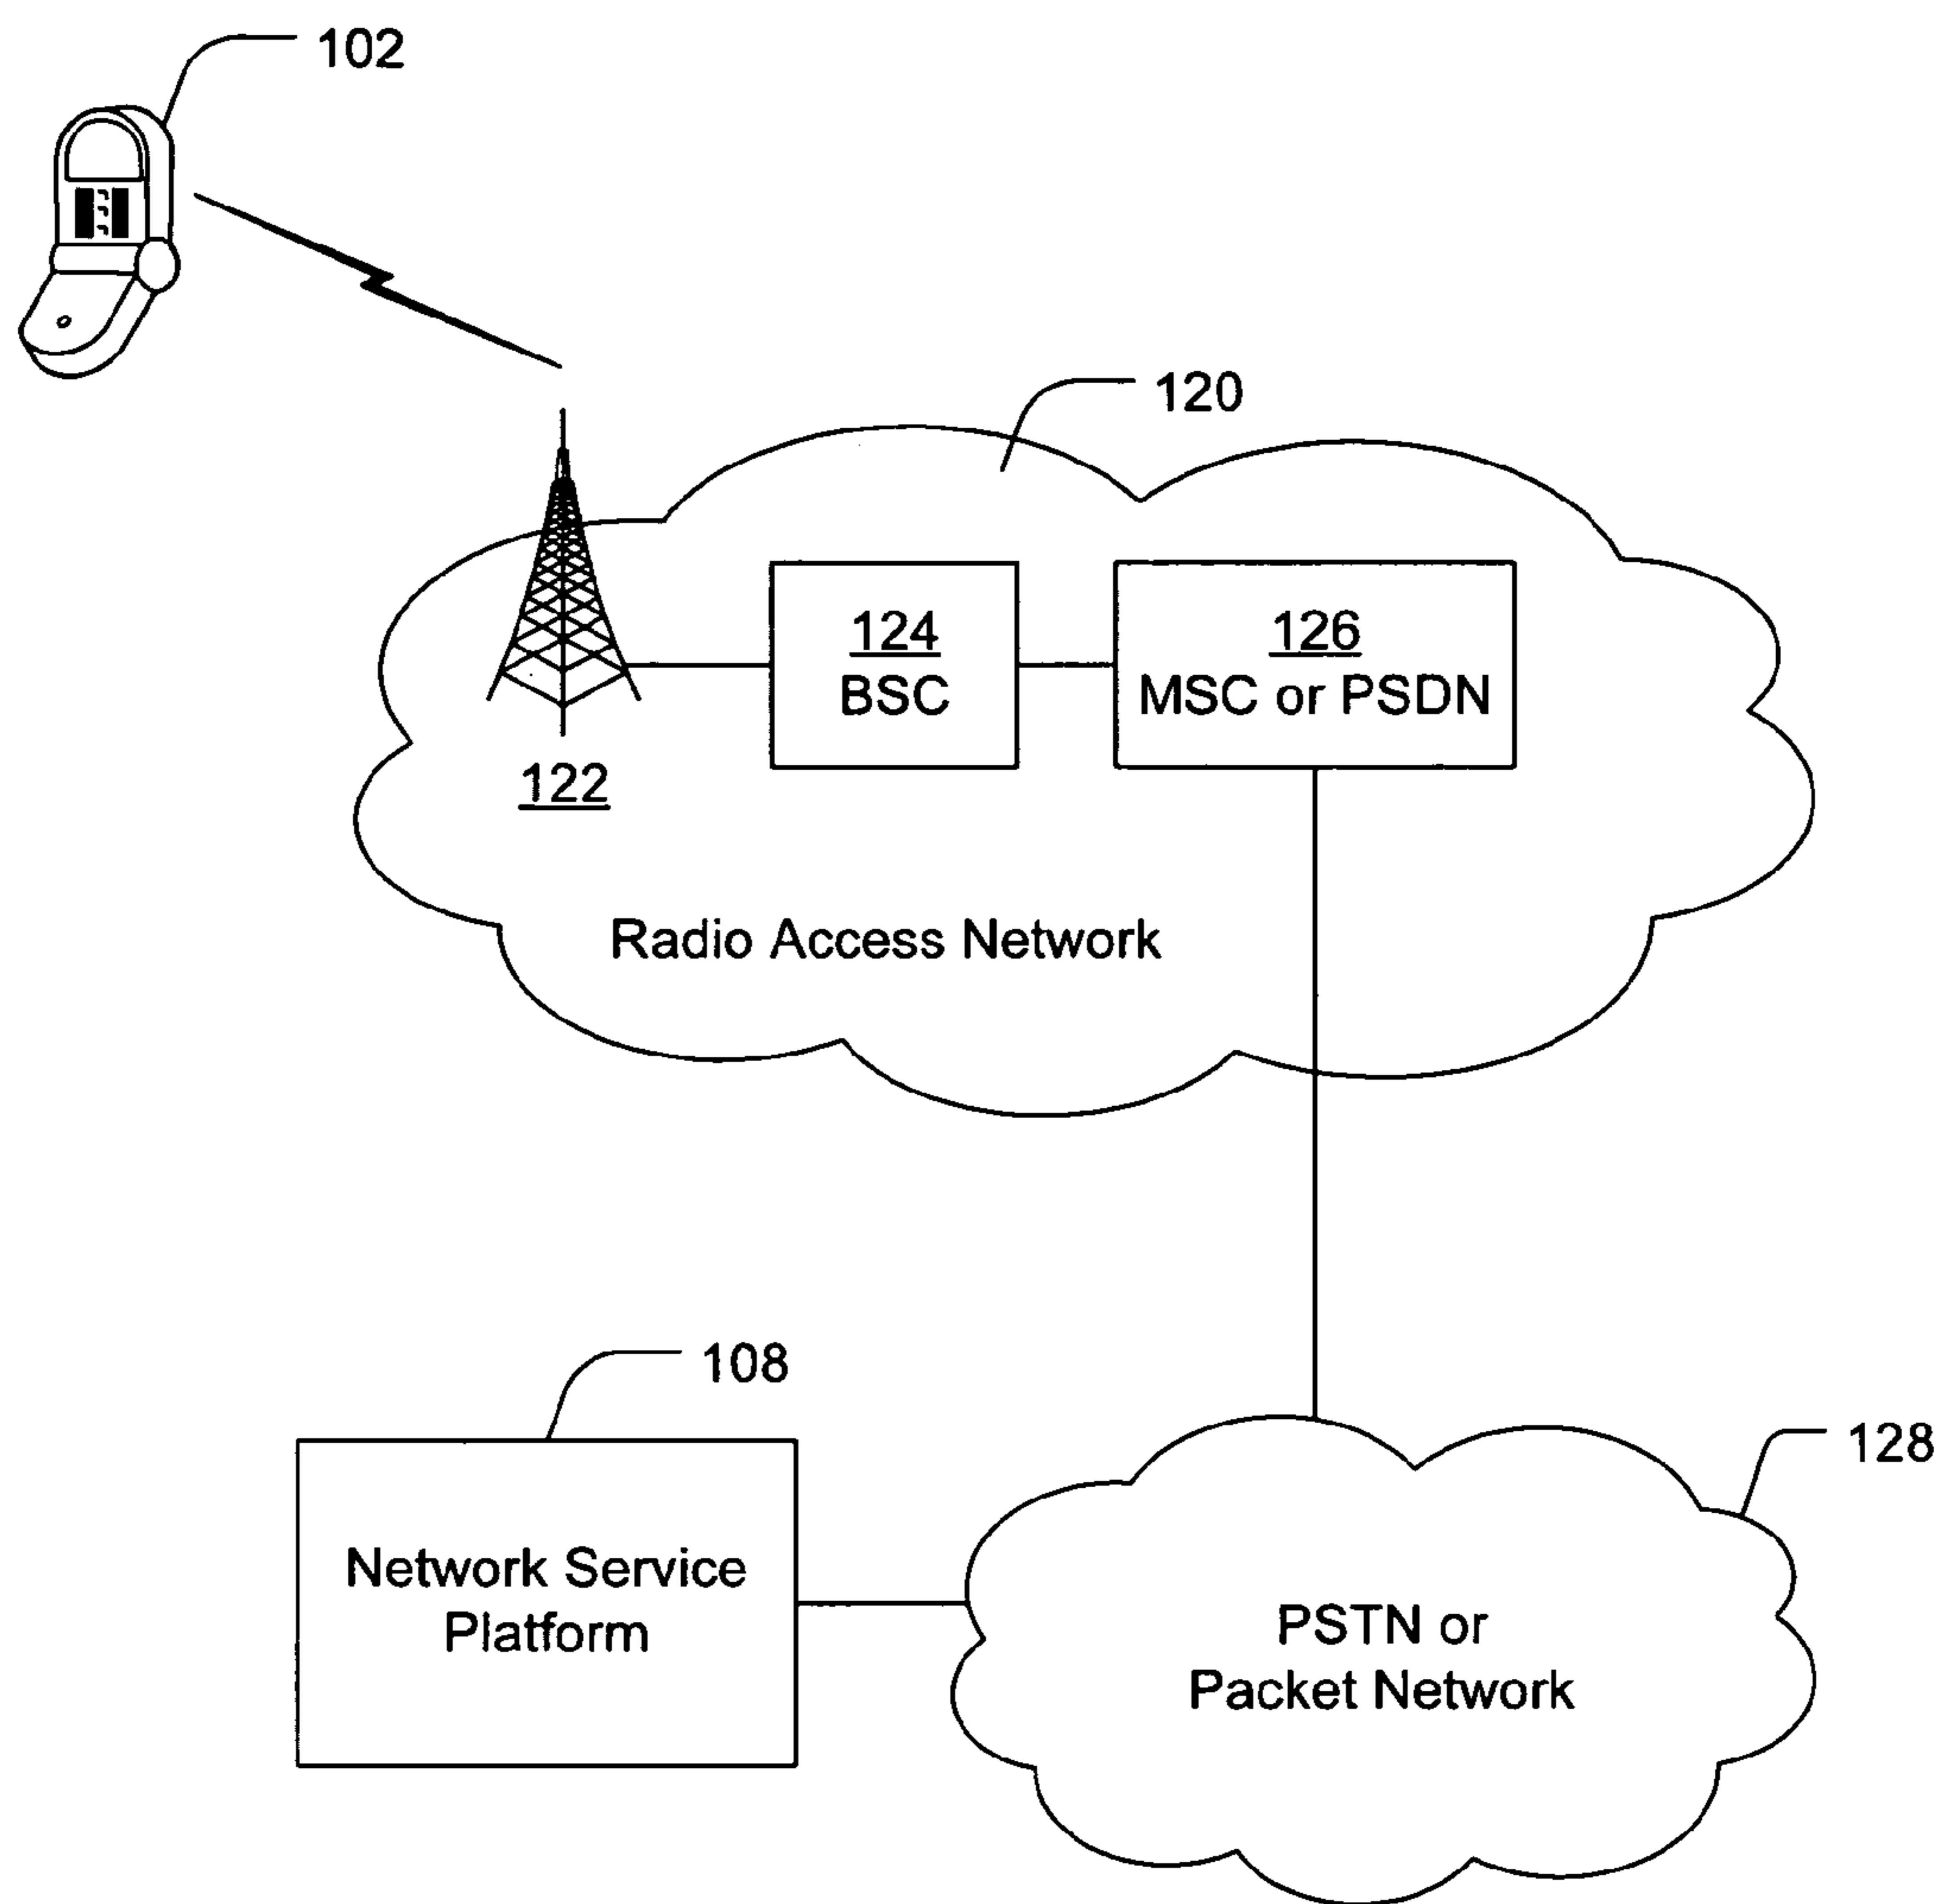 102
120
124
BSC
126
MSC or PSDN
122
Radio Access Network
108
128
Network Service
Platform
PSTN or
Packet Network